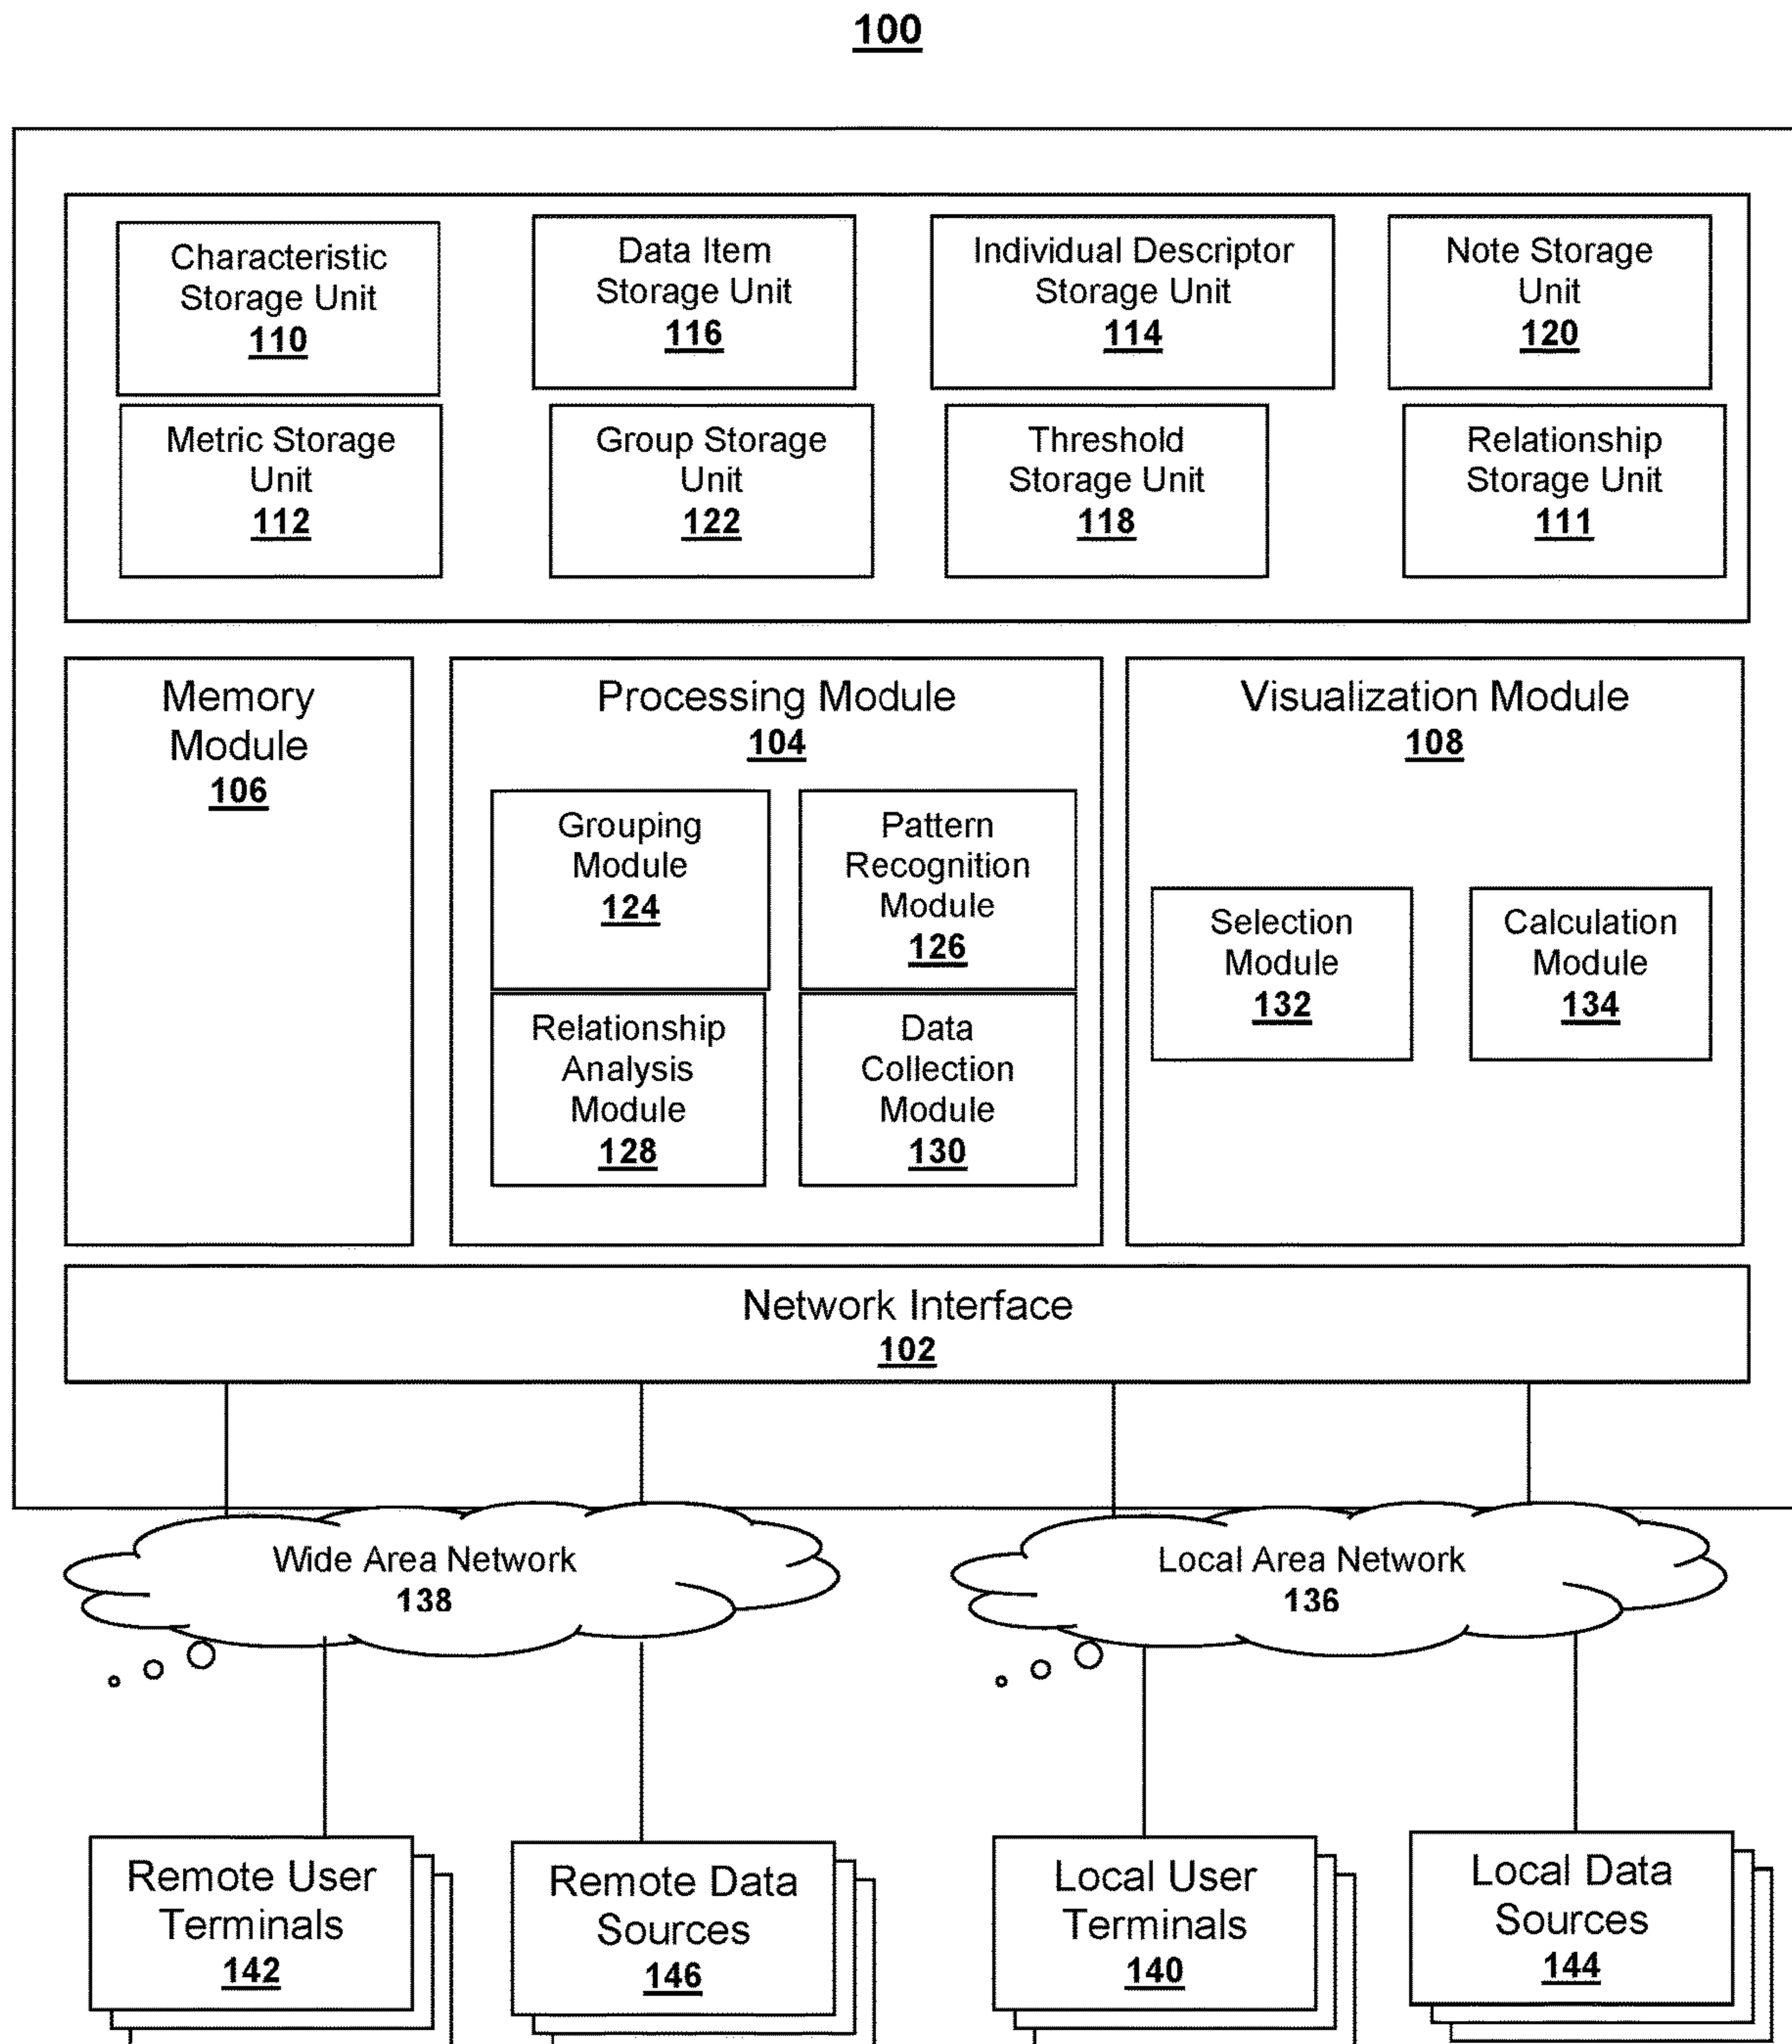 100
Characteristic
Storage Unit
110
Data Item
Storage Unit
116
Individual Descriptor
Storage Unit
114
Note Storage
Unit
120
Metric Storage
Unit
112
Group Storage
Unit
122
Threshold
Storage Unit
118
Relationship
Storage Unit
111
Memory
Module
106
Processing Module
104
Grouping
Module
124
Pattern
Recognition
Module
126
Relationship
Analysis
Module
128
Data
Collection
Module
130
Visualization Module
108
Selection
Module
132
Calculation
Module
134
Network Interface
102
Wide Area Network
138
Local Area Network
136
Remote User
Terminals
142
Remote Data
Sources
146
Local User
Terminals
140
Local Data
Sources
144